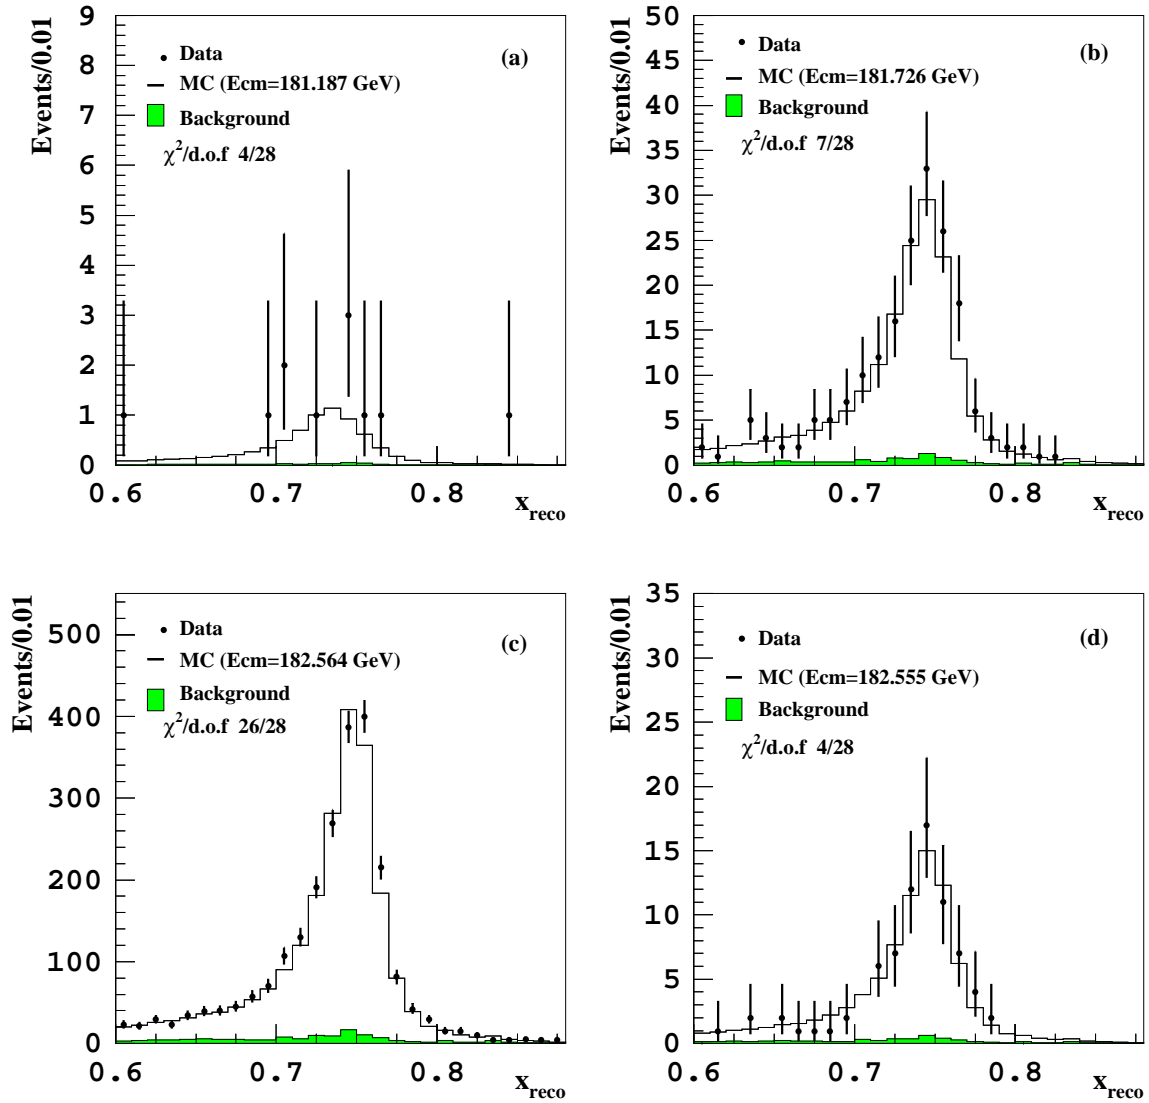 Events/0.01
(a)
Data
MC (Ecm=181.187 GeV)
Background
χ²/d.o.f 4/28
9
8
7
6
5
4
3
2
1
0
0.6 0.7 0.8
x_reco
Events/0.01
(b)
Data
MC (Ecm=181.726 GeV)
Background
χ²/d.o.f 7/28
50
45
40
35
30
25
20
15
10
5
0
0.6 0.7 0.8
x_reco
Events/0.01
(c)
Data
MC (Ecm=182.564 GeV)
Background
χ²/d.o.f 26/28
500
400
300
200
100
0
0.6 0.7 0.8
x_reco
Events/0.01
(d)
Data
MC (Ecm=182.555 GeV)
Background
χ²/d.o.f 4/28
35
30
25
20
15
10
5
0
0.6 0.7 0.8
x_reco